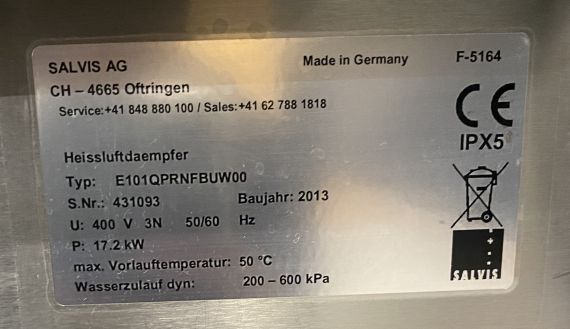 SALVIS AG Made in Germany F-5164
CH – 4665 Oftringen
Service:+41 848 880 100 / Sales:+41 62 788 1818
CE
IPX5
Heissluftdaempfer
Typ: E101QPRNFBUW00
S.Nr.: 431093 Baujahr: 2013
U: 400 V 3N 50/60 Hz
P: 17.2 kW
max. Vorlauftemperatur: 50 °C
Wasserzulauf dyn: 200 – 600 kPa
SALVIS